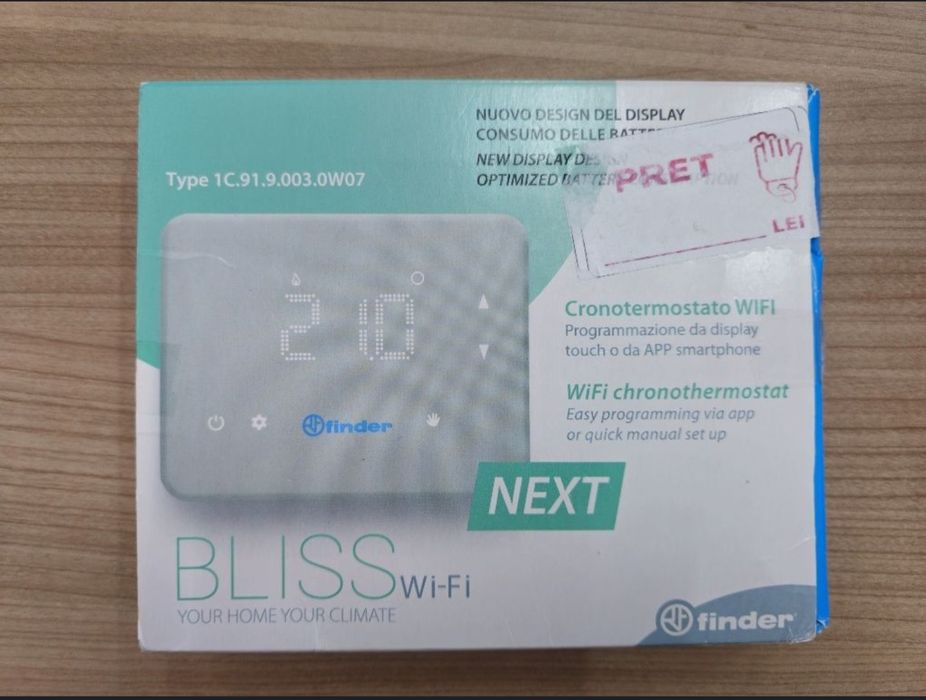 NUOVO DESIGN DEL DISPLAY
CONSUMO DELLE
NEW DISPLAY
OPTIMIZED
PRET
LEI
Type 1C.91.9.003.0W07
21.0
finder
Cronotermostato WIFI
Programmazione da display
touch o da APP smartphone
WiFi chronothermostat
Easy programming via app
or quick manual set up
NEXT
BLISS Wi-Fi
YOUR HOME YOUR CLIMATE
finder